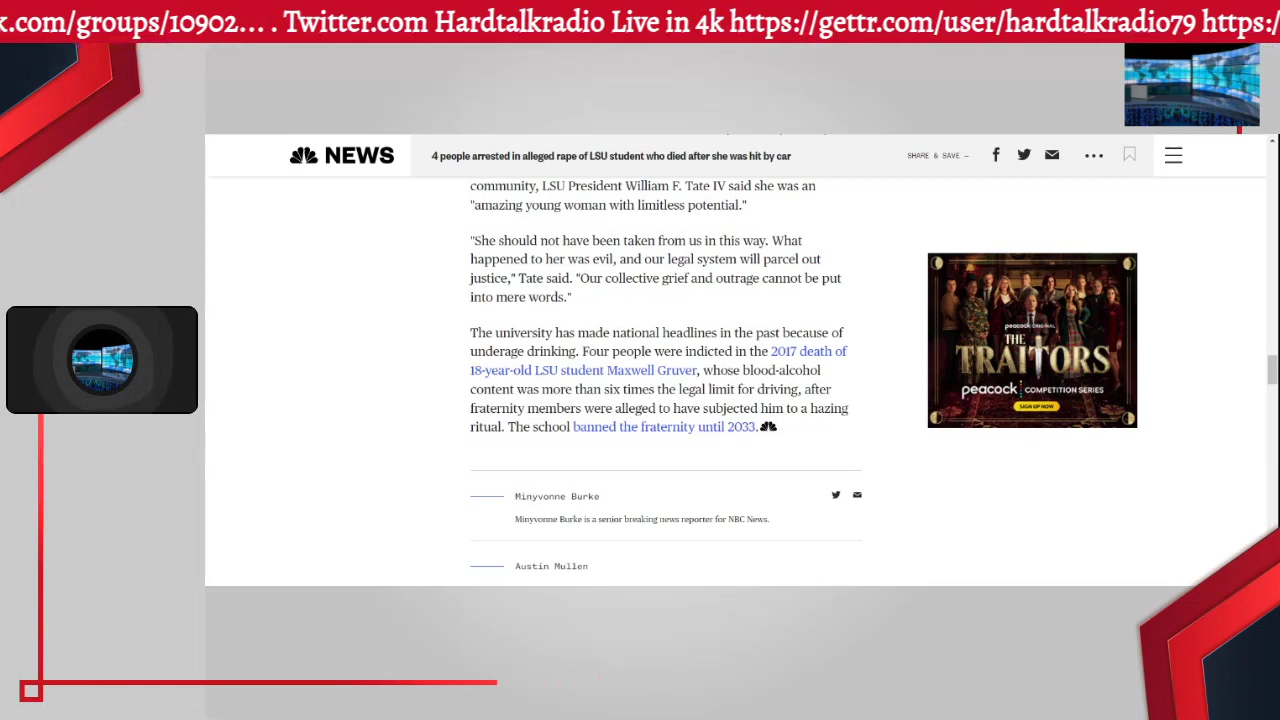 k.com/groups/10902... . Twitter.com Hardtalkradio Live in 4k https://gettr.com/user/hardtalkradio79 https:/
NEWS
4 people arrested in alleged rape of LSU student who died after she was hit by car
SHARE & SAVE —
community, LSU President William F. Tate IV said she was an
"amazing young woman with limitless potential."
"She should not have been taken from us in this way. What
happened to her was evil, and our legal system will parcel out
justice," Tate said. "Our collective grief and outrage cannot be put
into mere words."
The university has made national headlines in the past because of
underage drinking. Four people were indicted in the 2017 death of
18-year-old LSU student Maxwell Gruver, whose blood-alcohol
content was more than six times the legal limit for driving, after
fraternity members were alleged to have subjected him to a hazing
ritual. The school banned the fraternity until 2033.
peacock ORIGINAL
THE
TRAITORS
peacock COMPETITION SERIES
SIGN UP NOW
Minyvonne Burke
Minyvonne Burke is a senior breaking news reporter for NBC News.
Austin Mullen